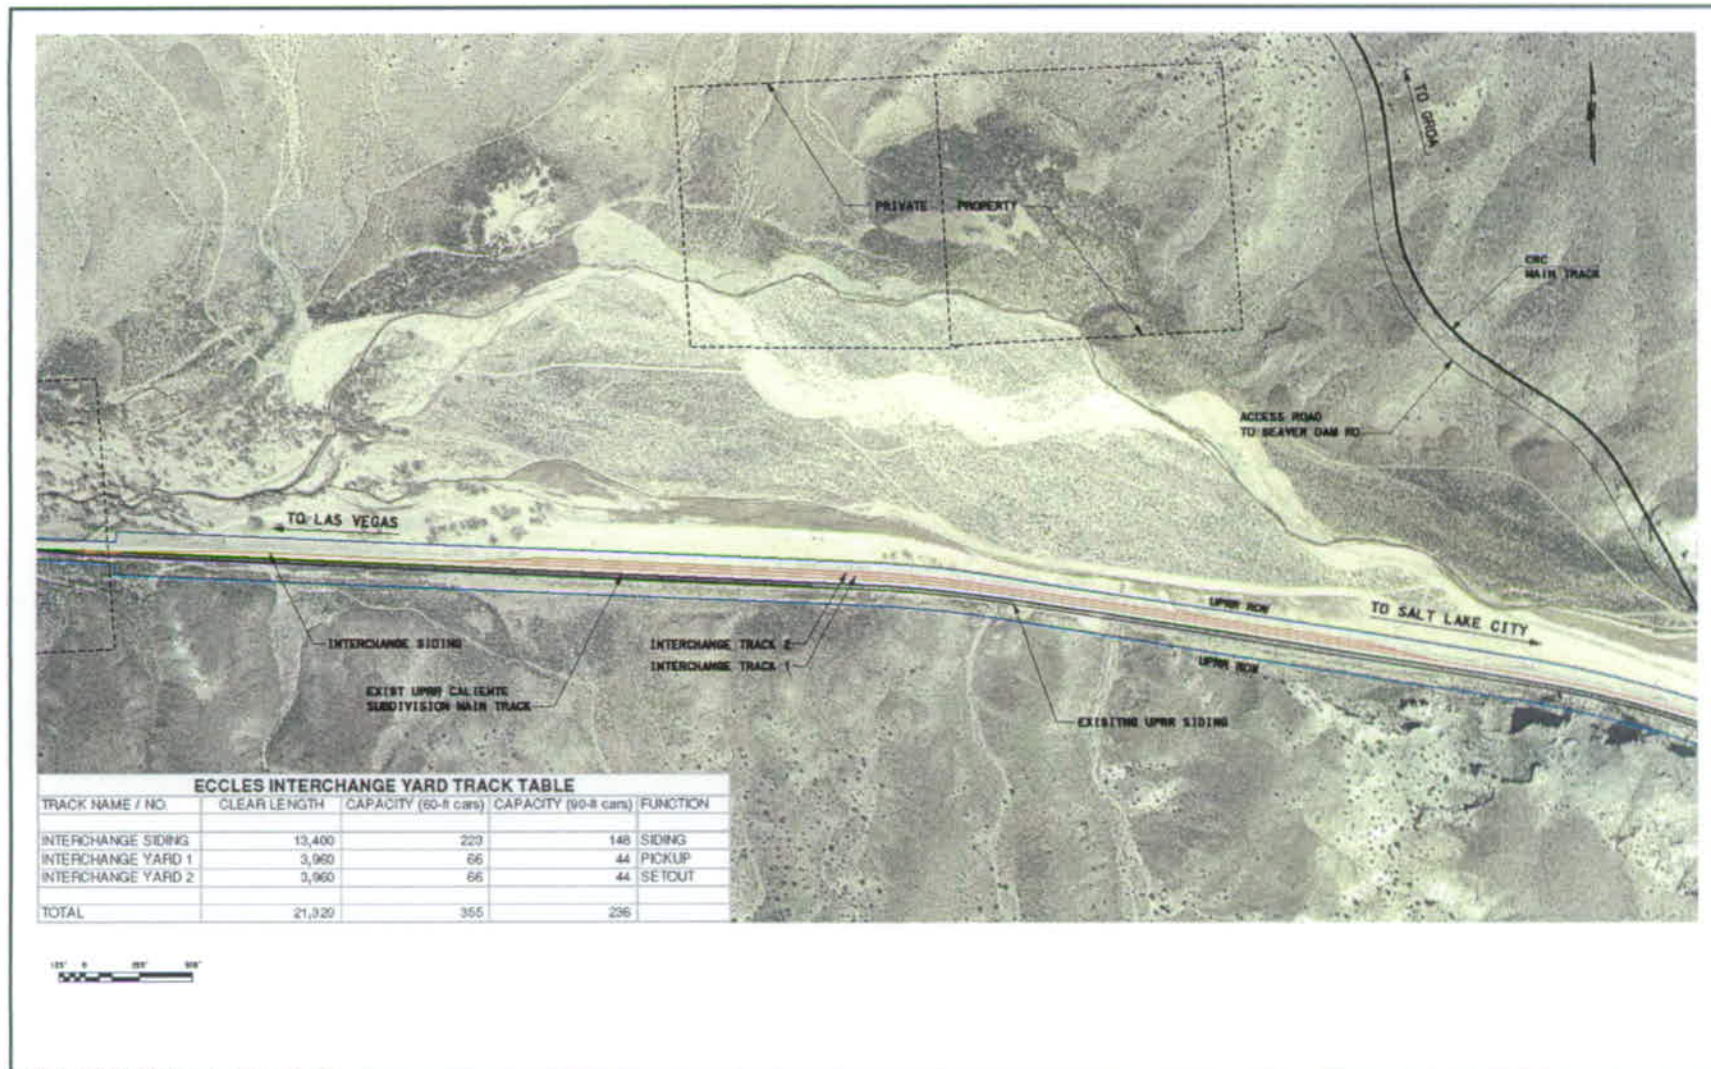 TO GROA
PRIVATE PROPERTY
CRC
MAIN TRACK
ACCESS ROAD
TO BEAVER DAM RD
TO LAS VEGAS
UPRR ROW
TO SALT LAKE CITY
INTERCHANGE SIDING
INTERCHANGE TRACK 2
INTERCHANGE TRACK 1
UPRR ROW
EXIST UPRR CALIENTE
SUBDIVISION MAIN TRACK
EXISITNG UPRR SIDING
ECCLES INTERCHANGE YARD TRACK TABLE
TRACK NAME / NO. CLEAR LENGTH CAPACITY (60-ft cars) CAPACITY (90-ft cars) FUNCTION
INTERCHANGE SIDING 13,400 223 148 SIDING
INTERCHANGE YARD 1 3,960 66 44 PICKUP
INTERCHANGE YARD 2 3,960 66 44 SETOUT
TOTAL 21,320 355 236
0